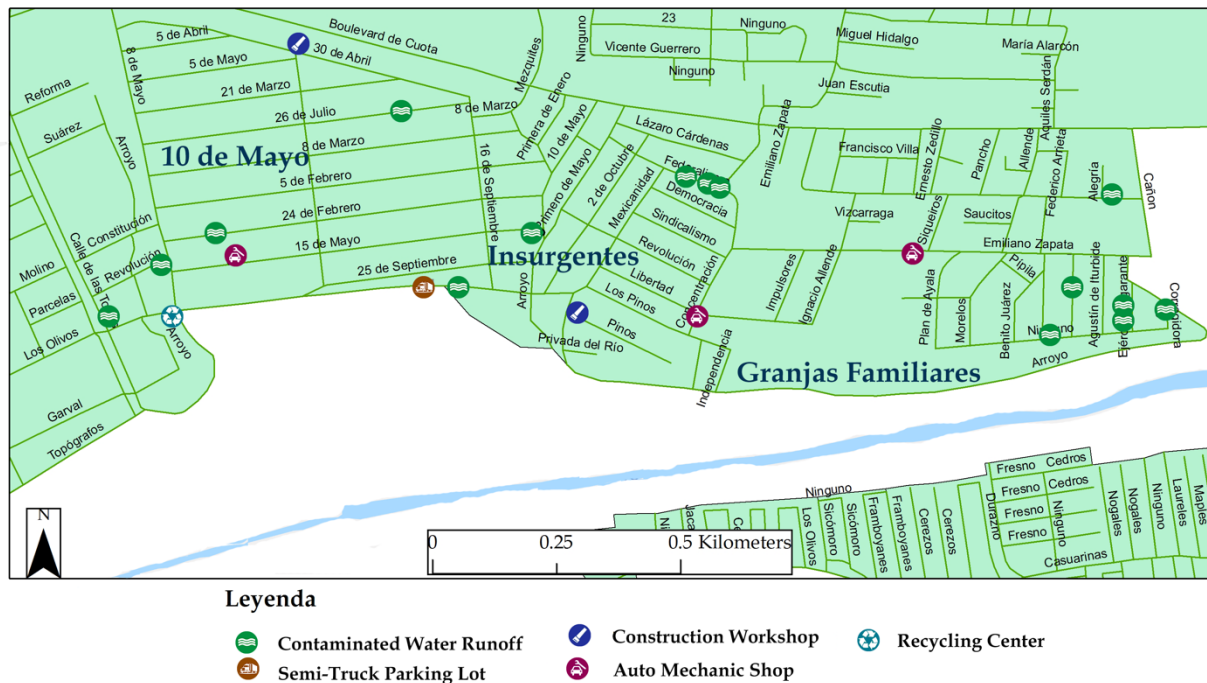 23
Ninguno
Miguel Hidalgo
María Alarcón
5 de Abril
Boulevard de Cuota
30 de Abril
8 de Mayo
5 de Mayo
Ninguno
Vicente Guerrero
Ninguno
Mezquites
Aquiles Serdán
Reforma
21 de Marzo
Juan Escutia
26 de Julio
8 de Marzo
Primera de Enero
10 de Mayo
Suárez
Arroyo
Lázaro Cárdenas
Emiliano Zapata
8 de Marzo
10 de Mayo
16 de Septiembre
Francisco Villa
Ernesto Zedillo
Pancho
Allende
Federico Arrieta
5 de Febrero
Primero de Mayo
2 de Octubre
Mexicanidad
Democracia
Alegría
Cañon
24 de Febrero
Constitución
Sindicalismo
Vizcarraga
Siqueiros
Saucitos
15 de Mayo
Insurgentes
Revolución
Emiliano Zapata
Molino
Revolución
25 de Septiembre
Arroyo
Libertad
Concentración
Impulsores
Ignacio Allende
Pipila
Parcelas
Los Pinos
Plan de Ayala
Morelos
Benito Juárez
Agustín de Iturbide
Los Olivos
Arroyo
Pinos
Privada del Río
Independencia
Granjas Familiares
Arroyo
Garval
Topógrafos
Fresno Cedros
Fresno Cedros
Fresno
Fresno
Ninguno
Durazno
Ninguno
Nogales
Nogales
Ninguno
Laureles
Maples
Los Olivos
Sicómoro
Sicómoro
Framboyanes
Framboyanes
Cerezos
Cerezos
Casuarinas
N
0 0.25 0.5 Kilometers
Leyenda
Contaminated Water Runoff
Construction Workshop
Recycling Center
Semi-Truck Parking Lot
Auto Mechanic Shop